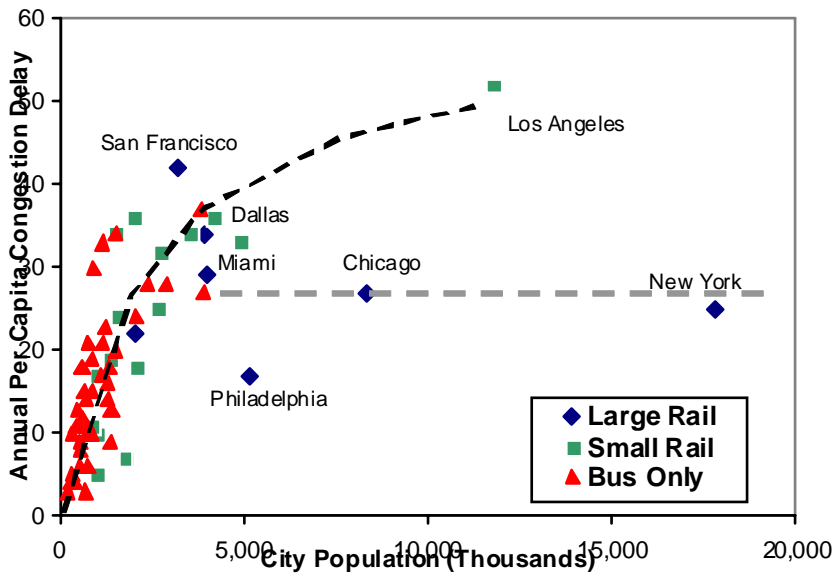 60
50
40
30
20
10
0
Annual Per Capita Congestion Delay
San Francisco
Los Angeles
Dallas
Miami
Chicago
New York
Philadelphia
Large Rail
Small Rail
Bus Only
0
5,000
10,000
15,000
20,000
City Population (Thousands)